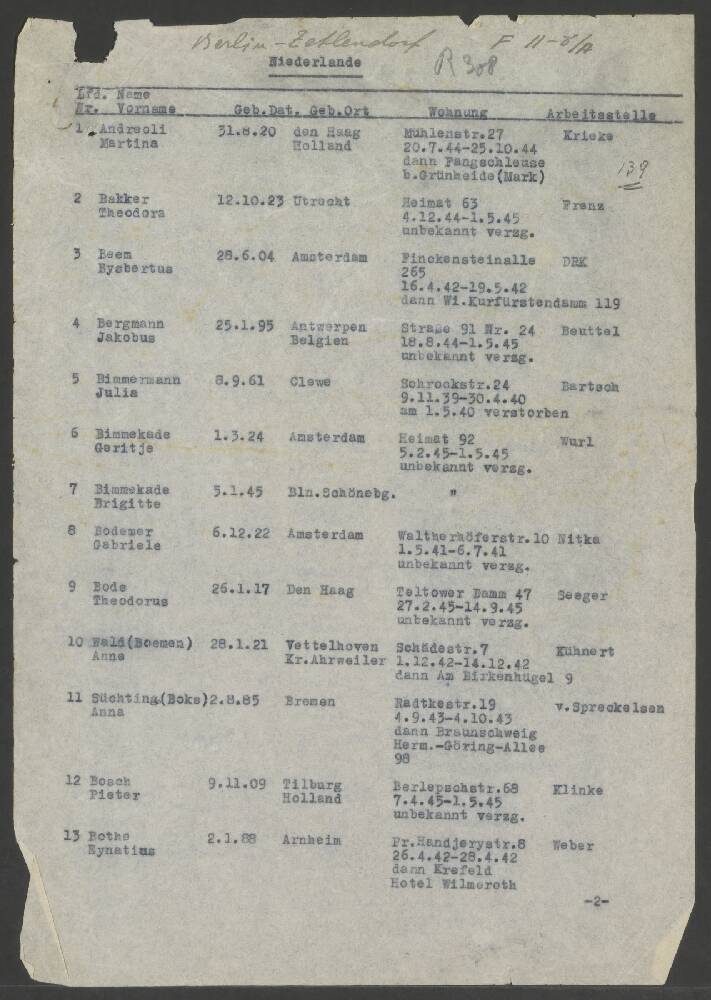 Berlin-Zehlendorf F 11-8/A
Niederlande R 308
Lfd. Name
Nr. Vorname Geb.Dat. Geb.Ort Wohnung Arbeitsstelle
1 Andreoli 31.8.20 den Haag Mühlenstr.27 Krieke
Martina Holland 20.7.44-25.10.44
dann Fangschleuse 139
b.Grünheide(Mark)
2 Bakker 12.10.23 Utrecht Heimat 63 Frenz
Theodora 4.12.44-1.5.45
unbekannt verzg.
3 Beem 28.6.04 Amsterdam Finckensteinalle DRK
Eysbertus 265
16.4.42-19.5.42
dann Wi.Kurfürstendamm 119
4 Bergmann 25.1.95 Antwerpen Straße 91 Nr. 24 Beuttel
Jakobus Belgien 18.8.44-1.5.45
unbekannt verzg.
5 Bimmermann 8.9.61 Clewe Schrockstr.24 Bartsch
Julia 9.11.39-30.4.40
am 1.5.40 verstorben
6 Bimmekade 1.3.24 Amsterdam Heimat 92 Wurl
Geritje 5.2.45-1.5.45
unbekannt verzg.
7 Bimmekade 5.1.45 Bln.Schönebg. "
Brigitte
8 Bodemer 6.12.22 Amsterdam Waltherhöferstr.10 Nitka
Gabriele 1.5.41-6.7.41
unbekannt verzg.
9 Bode 26.1.17 Den Haag Teltower Damm 47 Seeger
Theodorus 27.2.45-14.9.45
unbekannt verzg.
10 Wald(Boemen) 28.1.21 Vettelhoven Schädestr.7 Kühnert
Anna Kr.Ahrweiler 1.12.42-14.12.42
dann Am Birkenhügel 9
11 Süchting(Boks)2.8.85 Bremen Radtkestr.19 v.Spreckelsen
Anna 4.9.43-4.10.43
dann Braunschweig
Herm.-Göring-Allee
98
12 Bosch 9.11.09 Tilburg Berlepschstr.68 Klinke
Pieter Holland 7.4.45-1.5.45
unbekannt verzg.
13 Bothe 2.1.88 Arnheim Pr.Handjerystr.8 Weber
Eynatius 26.4.42-28.4.42
dann Krefeld
Hotel Wilmeroth
-2-